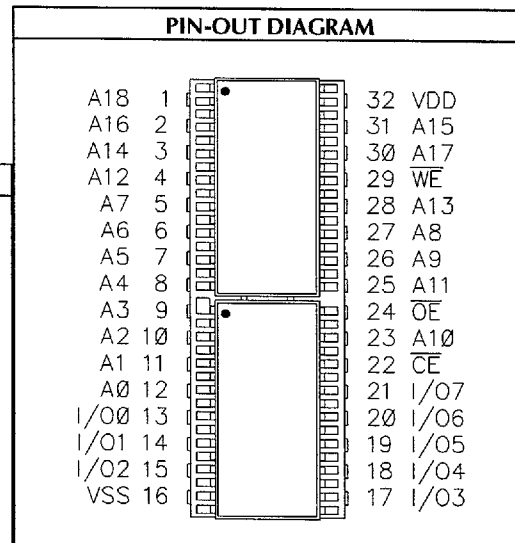 PIN-OUT DIAGRAM
A18 1
A16 2
A14 3
A12 4
A7 5
A6 6
A5 7
A4 8
A3 9
A2 10
A1 11
A0 12
I/O0 13
I/O1 14
I/O2 15
VSS 16
32 VDD
31 A15
30 A17
29 W̅E̅
28 A13
27 A8
26 A9
25 A11
24 O̅E̅
23 A10
22 C̅E̅
21 I/O7
20 I/O6
19 I/O5
18 I/O4
17 I/O3